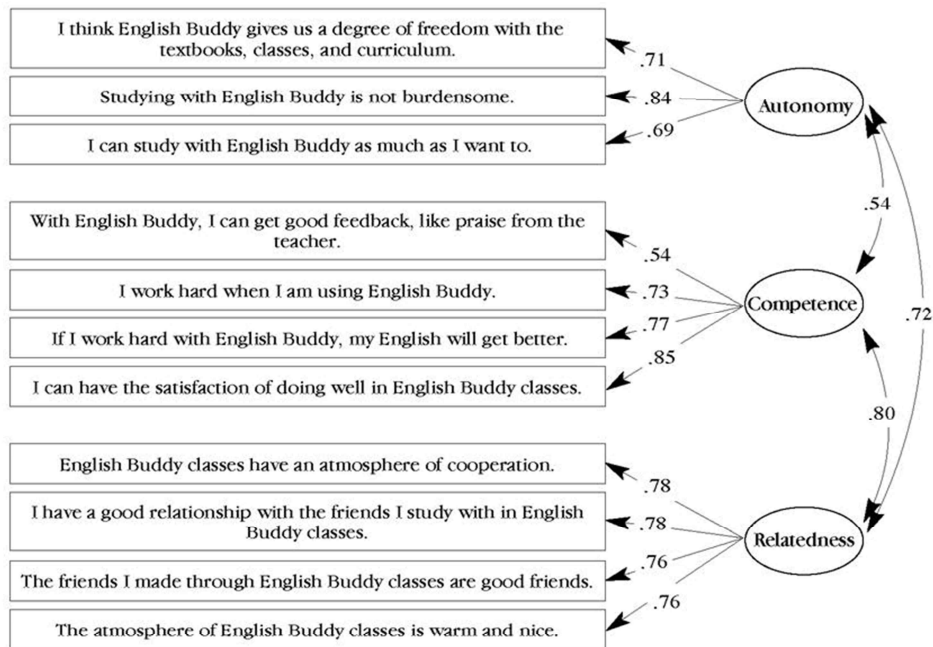 I think English Buddy gives us a degree of freedom with the
textbooks, classes, and curriculum.
.71
Studying with English Buddy is not burdensome.
.84
Autonomy
I can study with English Buddy as much as I want to.
.69
.54
With English Buddy, I can get good feedback, like praise from the
teacher.
.54
I work hard when I am using English Buddy.
.73
Competence
.72
If I work hard with English Buddy, my English will get better.
.77
I can have the satisfaction of doing well in English Buddy classes.
.85
.80
English Buddy classes have an atmosphere of cooperation.
.78
I have a good relationship with the friends I study with in English
Buddy classes.
.78
Relatedness
The friends I made through English Buddy classes are good friends.
.76
The atmosphere of English Buddy classes is warm and nice.
.76